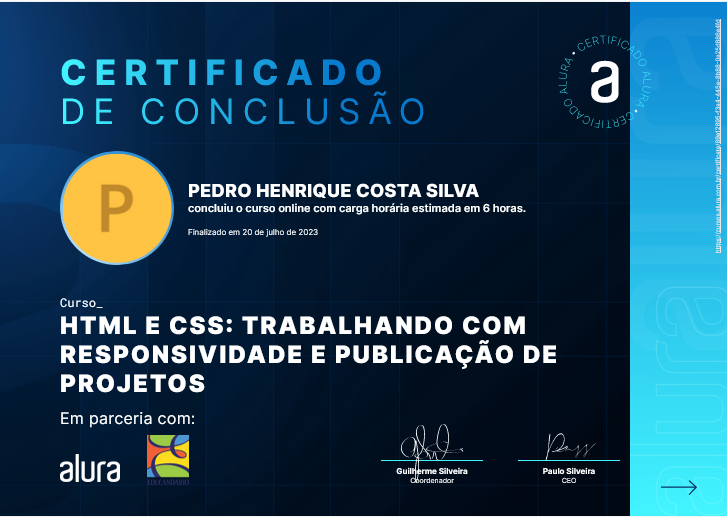 CERTIFICADO
DE CONCLUSÃO
CERTIFICADO ALURA • CERTIFICADO ALURA •
a
P
PEDRO HENRIQUE COSTA SILVA
concluiu o curso online com carga horária estimada em 6 horas.
Finalizado em 20 de julho de 2023
Curso_
HTML E CSS: TRABALHANDO COM
RESPONSIVIDADE E PUBLICAÇÃO DE
PROJETOS
Em parceria com:
alura
EDUCANDÁRIO
Guilherme Silveira
Coordenador
Paulo Silveira
CEO
alura